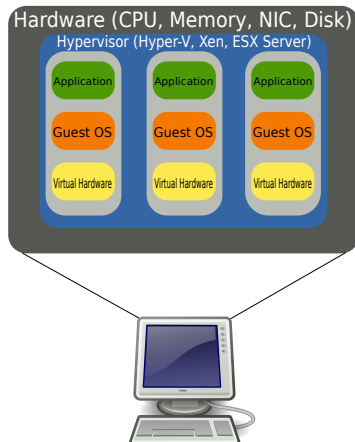 Hardware (CPU, Memory, NIC, Disk)
Hypervisor (Hyper-V, Xen, ESX Server)
Application
Application
Application
Guest OS
Guest OS
Guest OS
Virtual Hardware
Virtual Hardware
Virtual Hardware